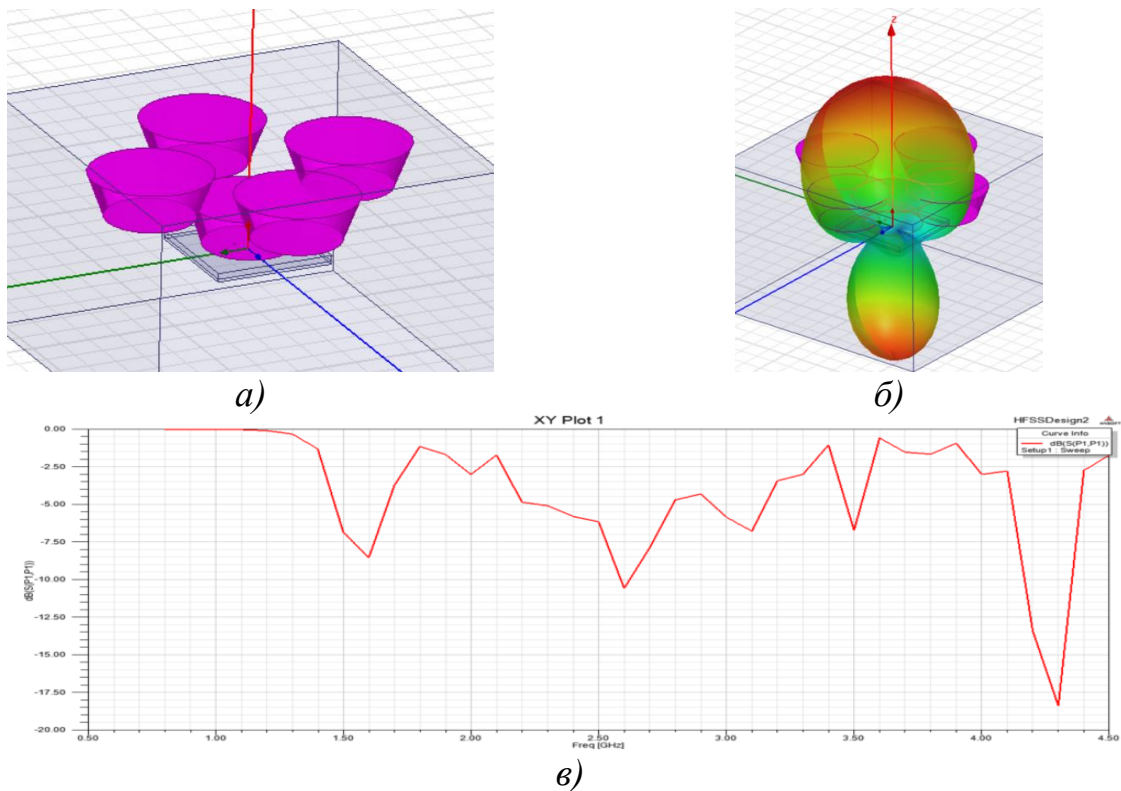 z
а)
б)
XY Plot 1
HFSSDesign2
ANSOFT
Curve Info
dB(S(P1,P1))
Setup1 : Sweep
dB(S(P1,P1))
0.00
-2.50
-5.00
-7.50
-10.00
-12.50
-15.00
-17.50
-20.00
0.50 1.00 1.50 2.00 2.50 3.00 3.50 4.00 4.50
Freq [GHz]
в)